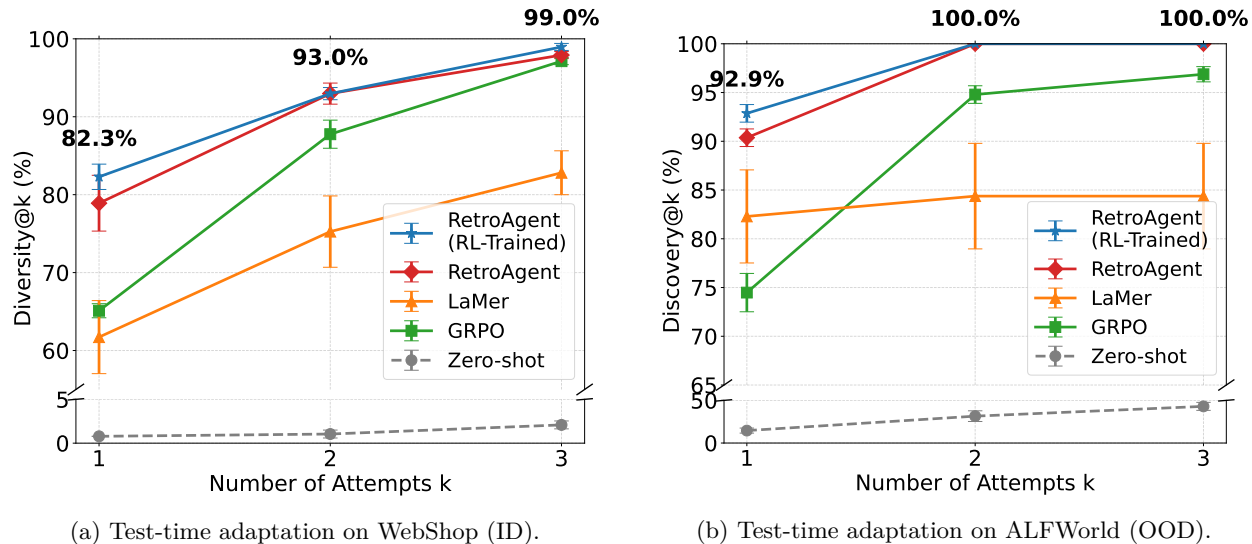 82.3%
93.0%
99.0%
100
90
80
70
60
5
0
Diversity@k (%)
RetroAgent
(RL-Trained)
RetroAgent
LaMer
GRPO
Zero-shot
1
2
3
Number of Attempts k
(a) Test-time adaptation on WebShop (ID).
92.9%
100.0%
100.0%
100
95
90
85
80
75
70
65
50
0
Discovery@k (%)
RetroAgent
(RL-Trained)
RetroAgent
LaMer
GRPO
Zero-shot
1
2
3
Number of Attempts k
(b) Test-time adaptation on ALFWorld (OOD).